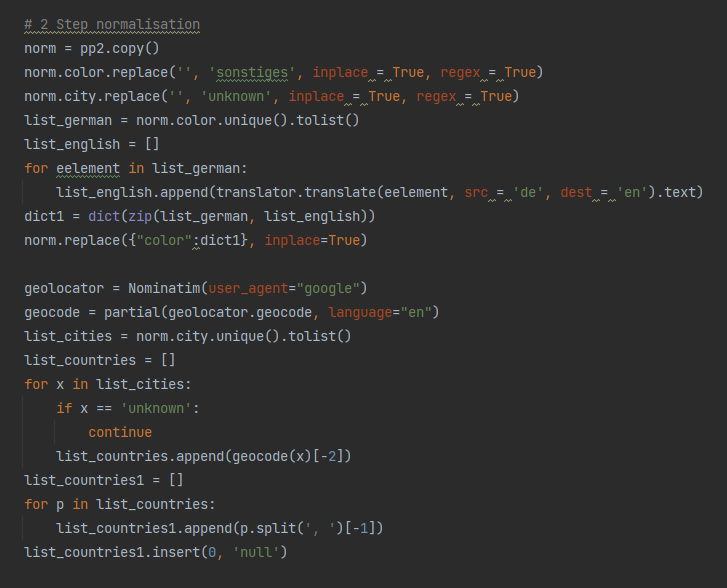 # 2 Step normalisation
norm = pp2.copy()
norm.color.replace('', 'sonstiges', inplace = True, regex = True)
norm.city.replace('', 'unknown', inplace = True, regex = True)
list_german = norm.color.unique().tolist()
list_english = []
for eelement in list_german:
    list_english.append(translator.translate(eelement, src = 'de', dest = 'en').text)
dict1 = dict(zip(list_german, list_english))
norm.replace({"color":dict1}, inplace=True)

geolocator = Nominatim(user_agent="google")
geocode = partial(geolocator.geocode, language="en")
list_cities = norm.city.unique().tolist()
list_countries = []
for x in list_cities:
    if x == 'unknown':
        continue
    list_countries.append(geocode(x)[-2])
list_countries1 = []
for p in list_countries:
    list_countries1.append(p.split(', ')[-1])
list_countries1.insert(0, 'null')